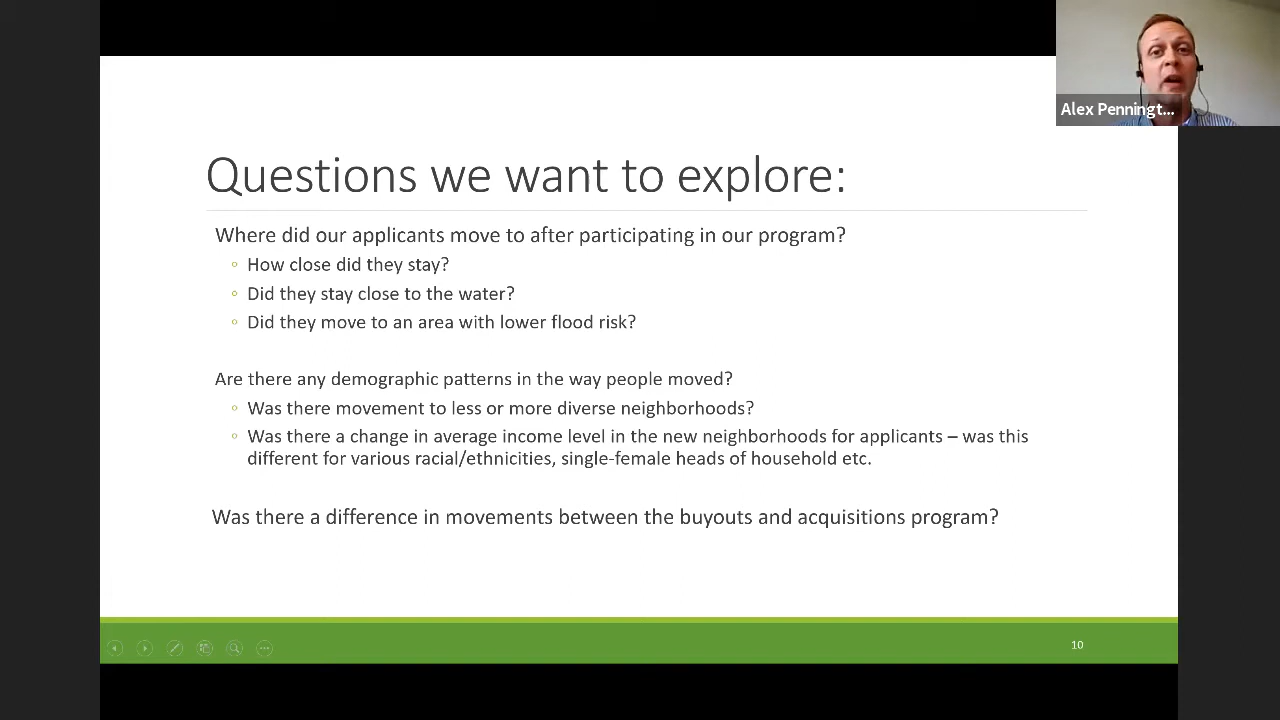 Alex Penningt...
Questions we want to explore:
Where did our applicants move to after participating in our program?
How close did they stay?
Did they stay close to the water?
Did they move to an area with lower flood risk?
Are there any demographic patterns in the way people moved?
Was there movement to less or more diverse neighborhoods?
Was there a change in average income level in the new neighborhoods for applicants – was this
different for various racial/ethnicities, single-female heads of household etc.
Was there a difference in movements between the buyouts and acquisitions program?
10